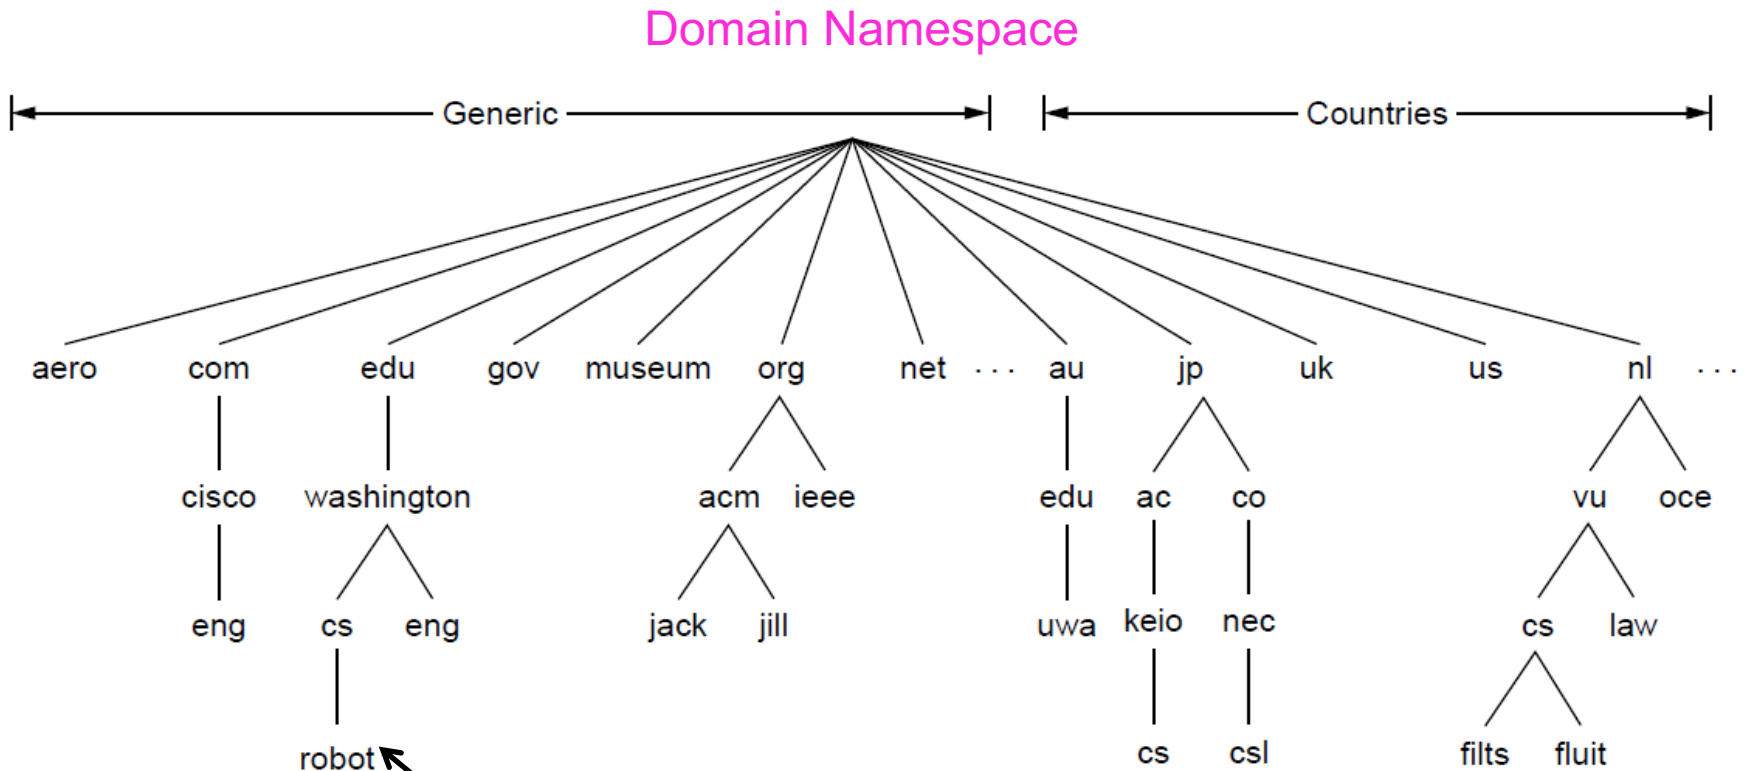 Domain Namespace
Generic Countries
aero com edu gov museum org net ... au jp uk us nl ...
cisco washington acm ieee edu ac co vu oce
eng cs eng jack jill uwa keio nec cs law
robot cs csl filts fluit